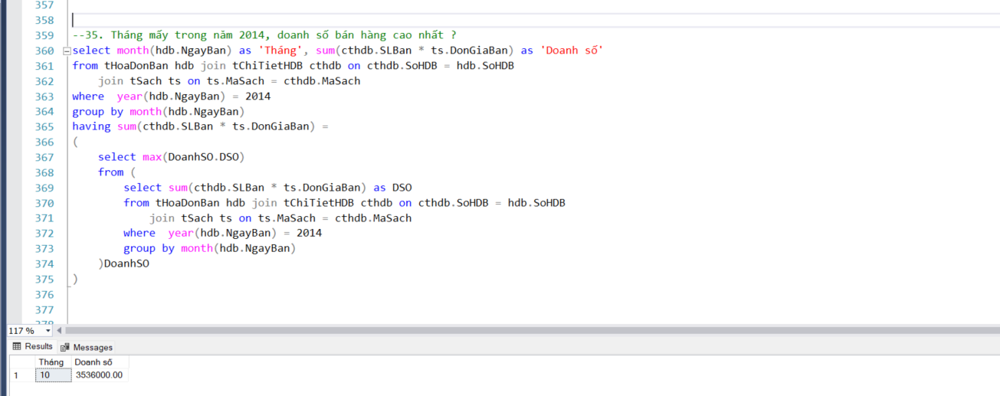 357
358
359 --35. Tháng mấy trong năm 2014, doanh số bán hàng cao nhất ?
360 select month(hdb.NgayBan) as 'Tháng', sum(cthdb.SLBan * ts.DonGiaBan) as 'Doanh số'
361 from tHoaDonBan hdb join tChiTietHDB cthdb on cthdb.SoHDB = hdb.SoHDB
362 join tSach ts on ts.MaSach = cthdb.MaSach
363 where  year(hdb.NgayBan) = 2014
364 group by month(hdb.NgayBan)
365 having sum(cthdb.SLBan * ts.DonGiaBan) =
366 (
367 select max(DoanhSO.DSO)
368 from (
369 select sum(cthdb.SLBan * ts.DonGiaBan) as DSO
370 from tHoaDonBan hdb join tChiTietHDB cthdb on cthdb.SoHDB = hdb.SoHDB
371 join tSach ts on ts.MaSach = cthdb.MaSach
372 where  year(hdb.NgayBan) = 2014
373 group by month(hdb.NgayBan)
374 )DoanhSO
375 )
376
377
378
117 %
Results Messages
Tháng Doanh số
1 10 3536000.00